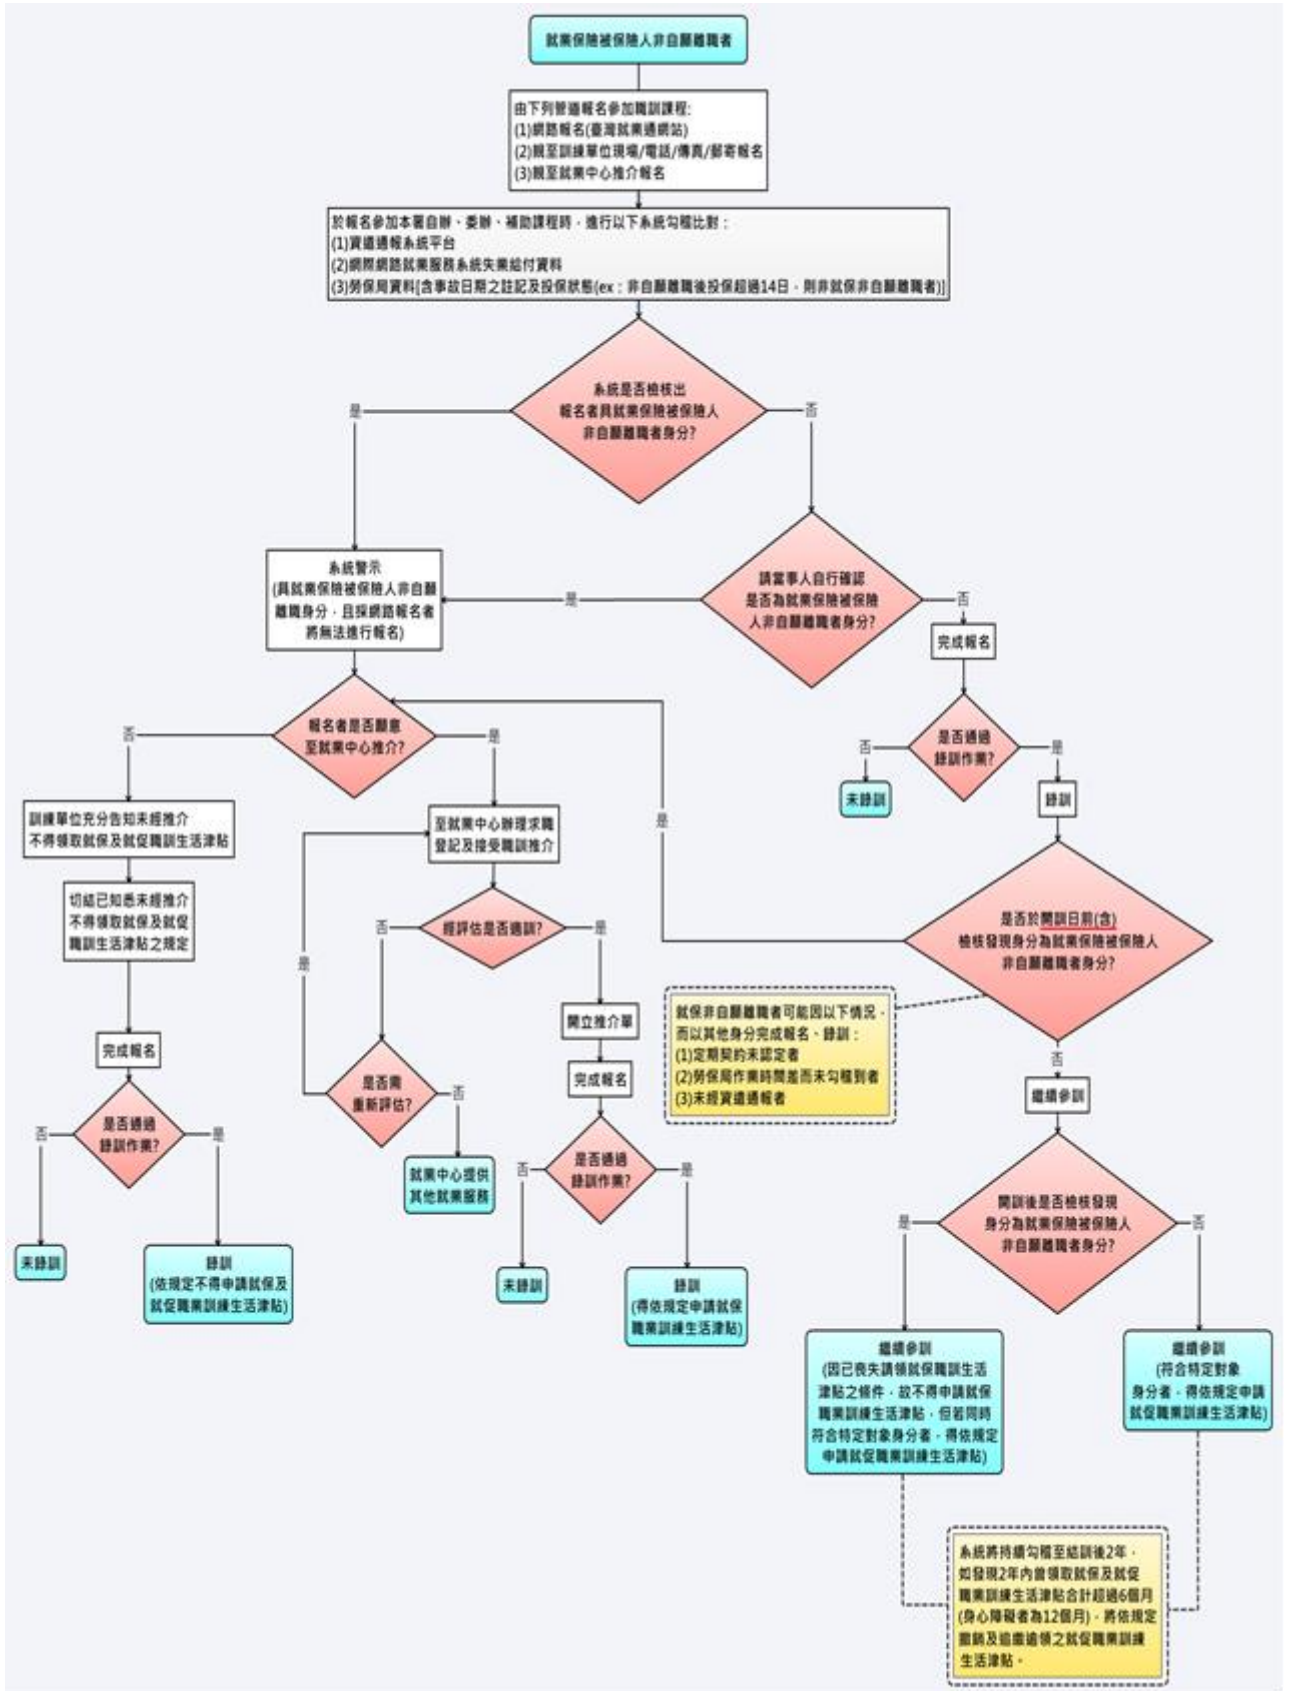 就業保險被保險人非自願離職者
由下列管道報名參加職訓課程:
(1)網路報名(臺灣就業通網站)
(2)親至訓練單位現場/電話/傳真/郵寄報名
(3)親至就業中心推介報名
於報名參加本署自辦、委辦、補助課程時，進行以下系統勾稽比對：
(1)資遣通報系統平台
(2)網際網路就業服務系統失業給付資料
(3)勞保局資料[含事故日期之註記及投保狀態(ex：非自願離職後投保超過14日，則非就保非自願離職者)]
系統是否檢核出
報名者具就業保險被保險人
非自願離職者身分?
是
否
系統警示
(具就業保險被保險人非自願
離職身分，且採網路報名者
將無法進行報名)
請當事人自行確認
是否為就業保險被保險
人非自願離職者身分?
是
否
完成報名
報名者是否願意
至就業中心推介?
否
是
是否通過
錄訓作業?
否
是
未錄訓
錄訓
訓練單位充分告知未經推介
不得領取就保及就促職訓生活津貼
至就業中心辦理求職
登記及接受職訓推介
是
切結已知悉未經推介
不得領取就保及就促
職訓生活津貼之規定
經評估是否適訓?
否
是
是否於開訓日前(含)
檢核發現身分為就業保險被保險人
非自願離職者身分?
是
開立推介單
就保非自願離職者可能因以下情況，
而以其他身分完成報名、錄訓：
(1)定期契約未認定者
(2)勞保局作業時間差而未勾稽到者
(3)未經資遣通報者
否
完成報名
完成報名
是否需
重新評估?
否
繼續參訓
是否通過
錄訓作業?
否
是
就業中心提供
其他就業服務
是否通過
錄訓作業?
否
是
開訓後是否檢核發現
身分為就業保險被保險人
非自願離職者身分?
是
否
未錄訓
錄訓
(依規定不得申請就保及
就促職業訓練生活津貼)
未錄訓
錄訓
(得依規定申請就保
職業訓練生活津貼)
繼續參訓
(因已喪失請領就保職訓生活
津貼之條件，故不得申請就保
職業訓練生活津貼，但若同時
符合特定對象身分者，得依規定
申請就促職業訓練生活津貼)
繼續參訓
(符合特定對象
身分者，得依規定申請
就促職業訓練生活津貼)
系統將持續勾稽至結訓後2年，
如發現2年內曾領取就保及就促
職業訓練生活津貼合計超過6個月
(身心障礙者為12個月)，將依規定
撤銷及追繳逾領之就促職業訓練
生活津貼。